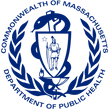 COMMONWEALTH OF MASSACHUSETTS
DEPARTMENT OF PUBLIC HEALTH